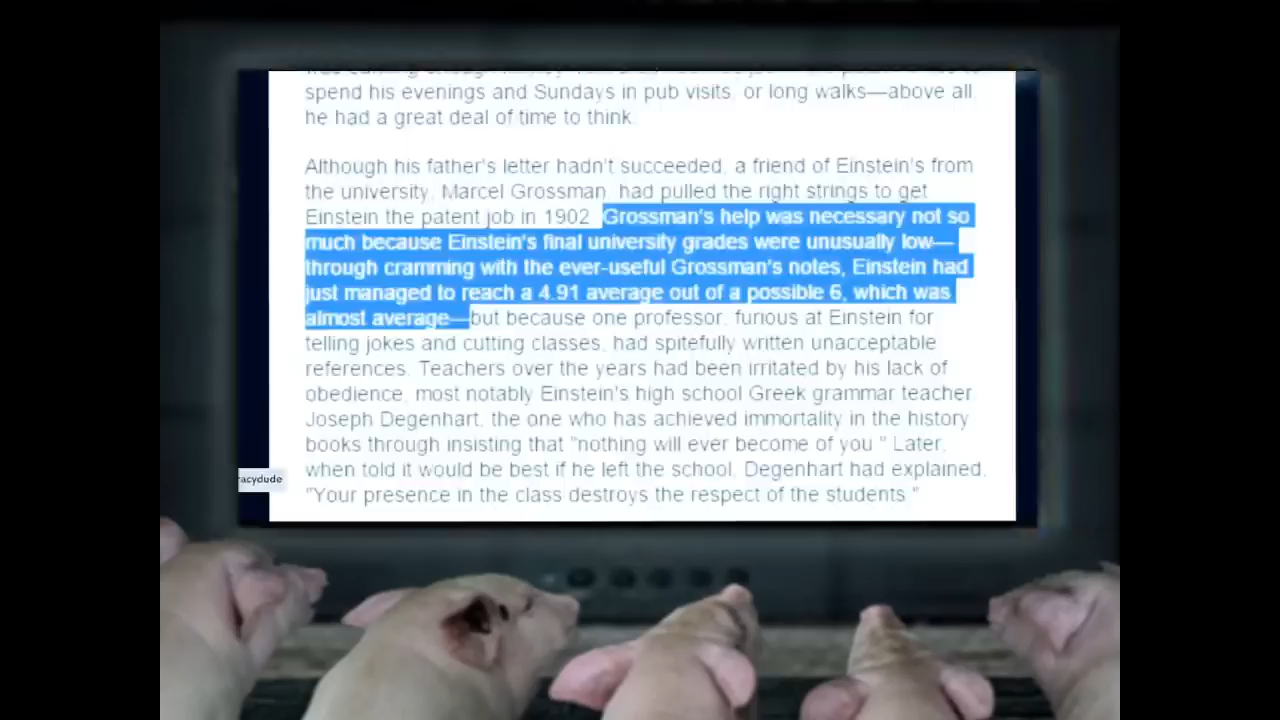 spend his evenings and Sundays in pub visits, or long walks—above all,
he had a great deal of time to think.
Although his father's letter hadn't succeeded, a friend of Einstein's from
the university, Marcel Grossman, had pulled the right strings to get
Einstein the patent job in 1902. Grossman's help was necessary not so
much because Einstein's final university grades were unusually low—
through cramming with the ever-useful Grossman's notes, Einstein had
just managed to reach a 4.91 average out of a possible 6, which was
almost average—but because one professor, furious at Einstein for
telling jokes and cutting classes, had spitefully written unacceptable
references. Teachers over the years had been irritated by his lack of
obedience, most notably Einstein's high school Greek grammar teacher
Joseph Degenhart, the one who has achieved immortality in the history
books through insisting that "nothing will ever become of you." Later,
when told it would be best if he left the school, Degenhart had explained,
"Your presence in the class destroys the respect of the students."
racydude